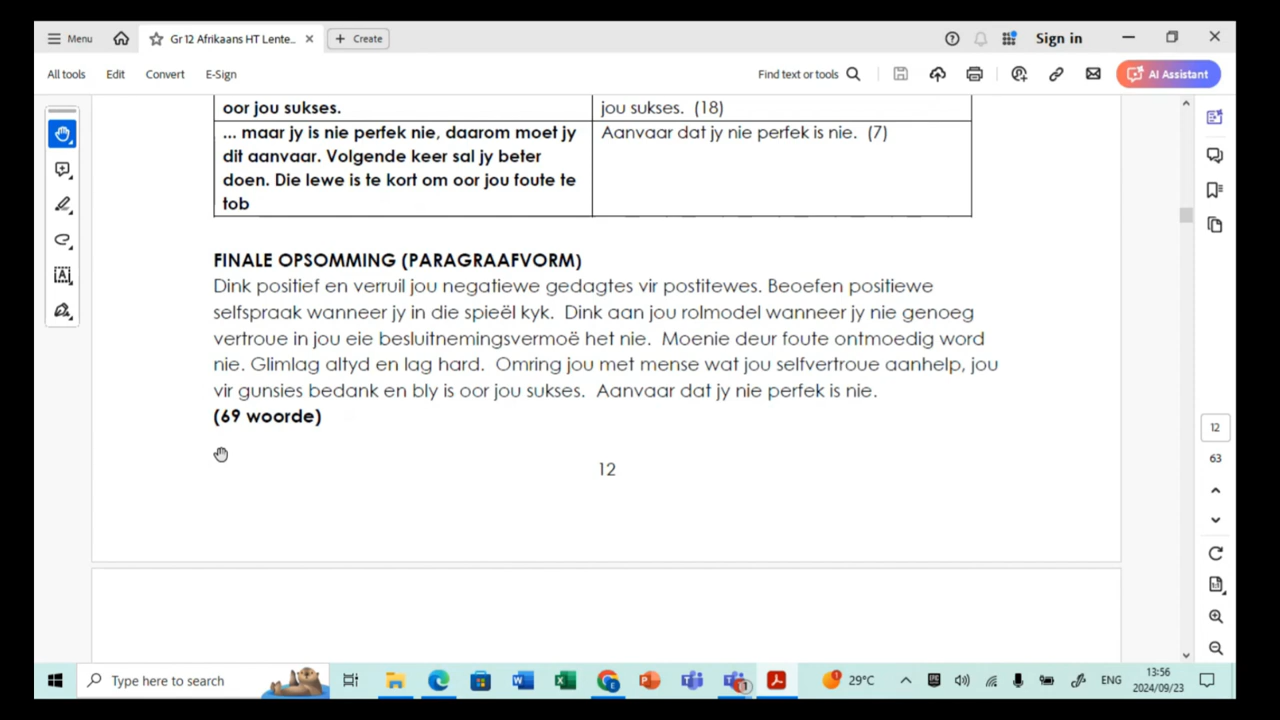 Menu
Gr 12 Afrikaans HT Lente...
Create
Sign in
All tools
Edit
Convert
E-Sign
Find text or tools
AI Assistant
oor jou sukses.
jou sukses. (18)
... maar jy is nie perfek nie, daarom moet jy
dit aanvaar. Volgende keer sal jy beter
doen. Die lewe is te kort om oor jou foute te
tob
Aanvaar dat jy nie perfek is nie. (7)
FINALE OPSOMMING (PARAGRAAFVORM)
Dink positief en verruil jou negatiewe gedagtes vir postitewes. Beoefen positiewe
selfspraak wanneer jy in die spieël kyk. Dink aan jou rolmodel wanneer jy nie genoeg
vertroue in jou eie besluitnemingsvermoë het nie. Moenie deur foute ontmoedig word
nie. Glimlag altyd en lag hard. Omring jou met mense wat jou selfvertroue aanhelp, jou
vir gunsies bedank en bly is oor jou sukses. Aanvaar dat jy nie perfek is nie.
(69 woorde)
12
12
63
Type here to search
29°C
ENG
13:56
2024/09/23